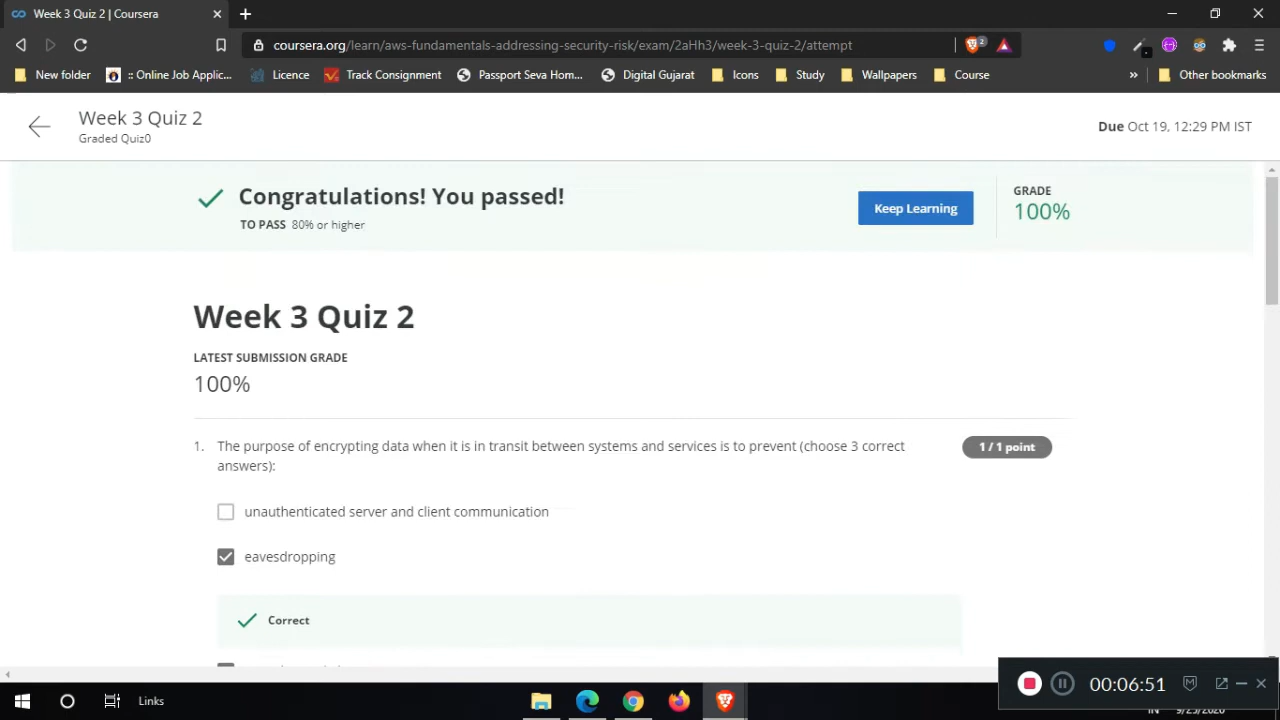 Week 3 Quiz 2 | Coursera
coursera.org/learn/aws-fundamentals-addressing-security-risk/exam/2aHh3/week-3-quiz-2/attempt
2
New folder
:: Online Job Applic...
Licence
Track Consignment
Passport Seva Hom...
Digital Gujarat
Icons
Study
Wallpapers
Course
»
Other bookmarks
Week 3 Quiz 2
Graded Quiz0
Due Oct 19, 12:29 PM IST
Congratulations! You passed!
TO PASS 80% or higher
Keep Learning
GRADE
100%
Week 3 Quiz 2
LATEST SUBMISSION GRADE
100%
1. The purpose of encrypting data when it is in transit between systems and services is to prevent (choose 3 correct
answers):
1 / 1 point
unauthenticated server and client communication
eavesdropping
Correct
00:06:51
Links